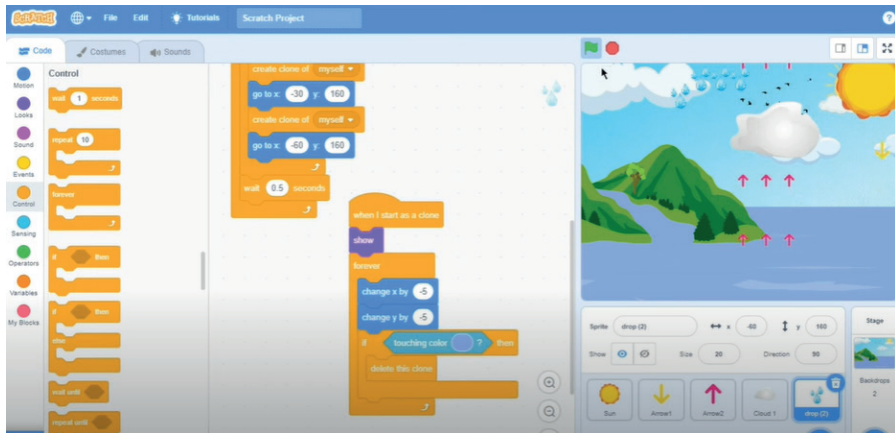 SCRATCH File Edit Tutorials Scratch Project
Code Costumes Sounds
Motion
Looks
Sound
Events
Control
Sensing
Operators
Variables
My Blocks
Control
wait 1 seconds
repeat 10
forever
if then
if then
else
wait until
repeat until
create clone of myself
go to x: -30 y: 160
create clone of myself
go to x: -60 y: 160
wait 0.5 seconds
when I start as a clone
show
forever
change x by -5
change y by -5
if touching color ? then
delete this clone
Sprite drop (2) x -60 y 160
Show Size 20 Direction 90
Sun Arrow1 Arrow2 Cloud 1 drop (2)
Stage
Backdrops
2